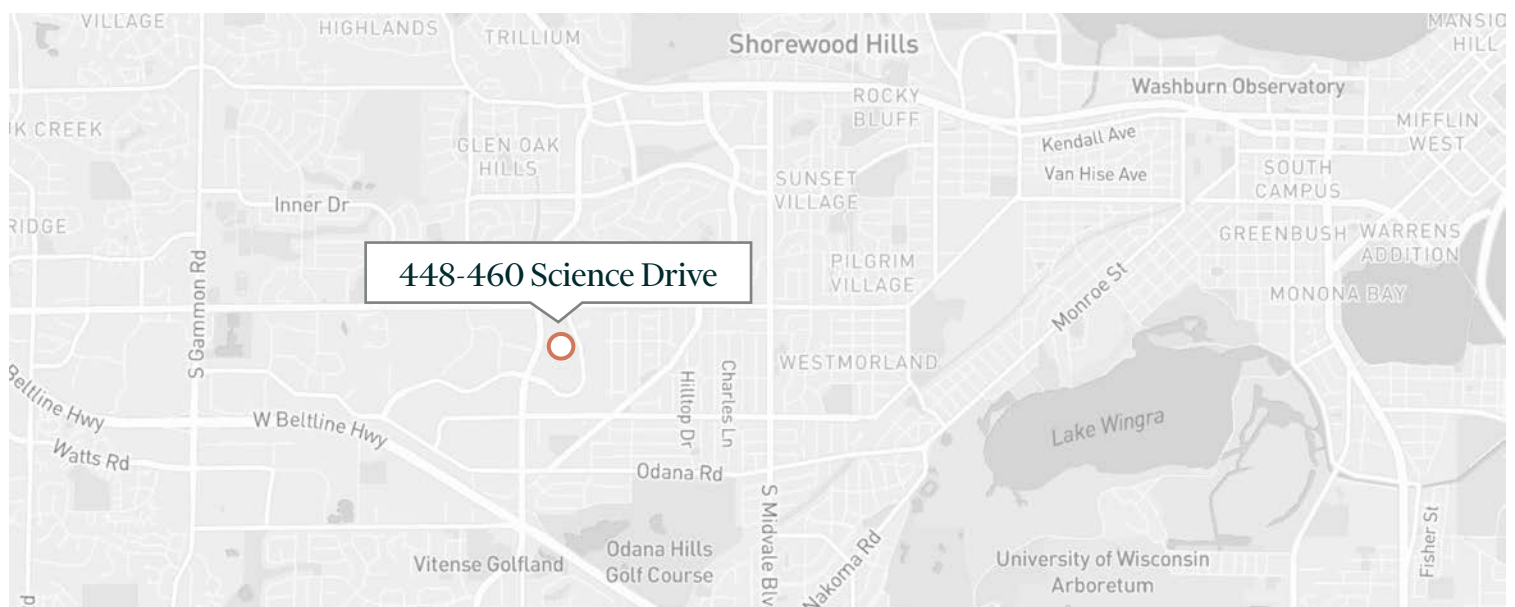 VILLAGE
HIGHLANDS
TRILLIUM
Shorewood Hills
MANSIO
HILL
Washburn Observatory
ROCKY
BLUFF
K CREEK
MIFFLIN
WEST
Kendall Ave
GLEN OAK
HILLS
Van Hise Ave
SOUTH
CAMPUS
SUNSET
VILLAGE
Inner Dr
RIDGE
GREENBUSH
WARRENS
ADDITION
S Gammon Rd
448-460 Science Drive
PILGRIM
VILLAGE
MONONA BAY
Monroe St
WESTMORLAND
Hilltop Dr
Charles Ln
Beltline Hwy
W Beltline Hwy
Lake Wingra
Watts Rd
Odana Rd
S Midvale Blv
Vitense Golfland
Odana Hills
Golf Course
Nakoma Rd
University of Wisconsin
Arboretum
Fisher St